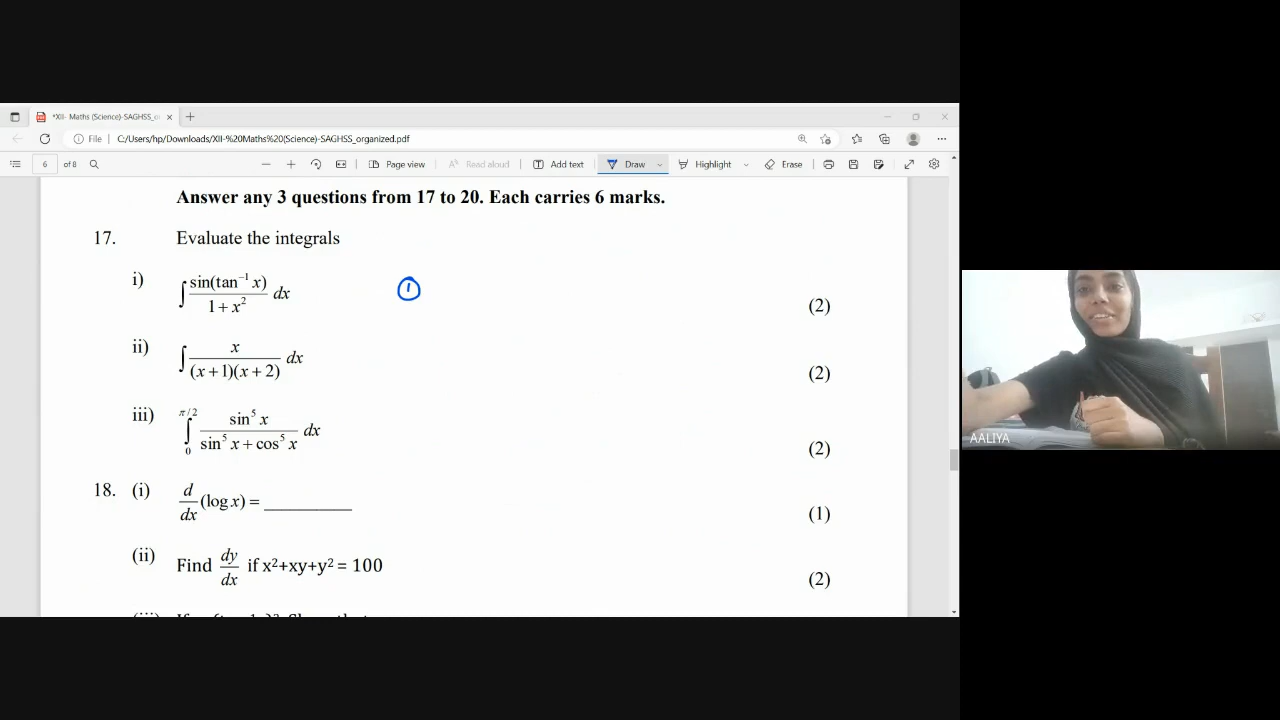 *XII- Maths (Science)-SAGHSS_o
File | C:/Users/hp/Downloads/XII-%20Maths%20(Science)-SAGHSS_organized.pdf
6 of 8 Page view Read aloud Add text Draw Highlight Erase
Answer any 3 questions from 17 to 20. Each carries 6 marks.
17. Evaluate the integrals
i) ∫ sin(tan⁻¹ x) / (1 + x²) dx ① (2)
ii) ∫ x / ((x+1)(x+2)) dx (2)
iii) ∫₀^(π/2) sin⁵ x / (sin⁵ x + cos⁵ x) dx (2)
18. (i) d/dx (log x) = __________ (1)
(ii) Find dy/dx if x²+xy+y² = 100 (2)
AALIYA